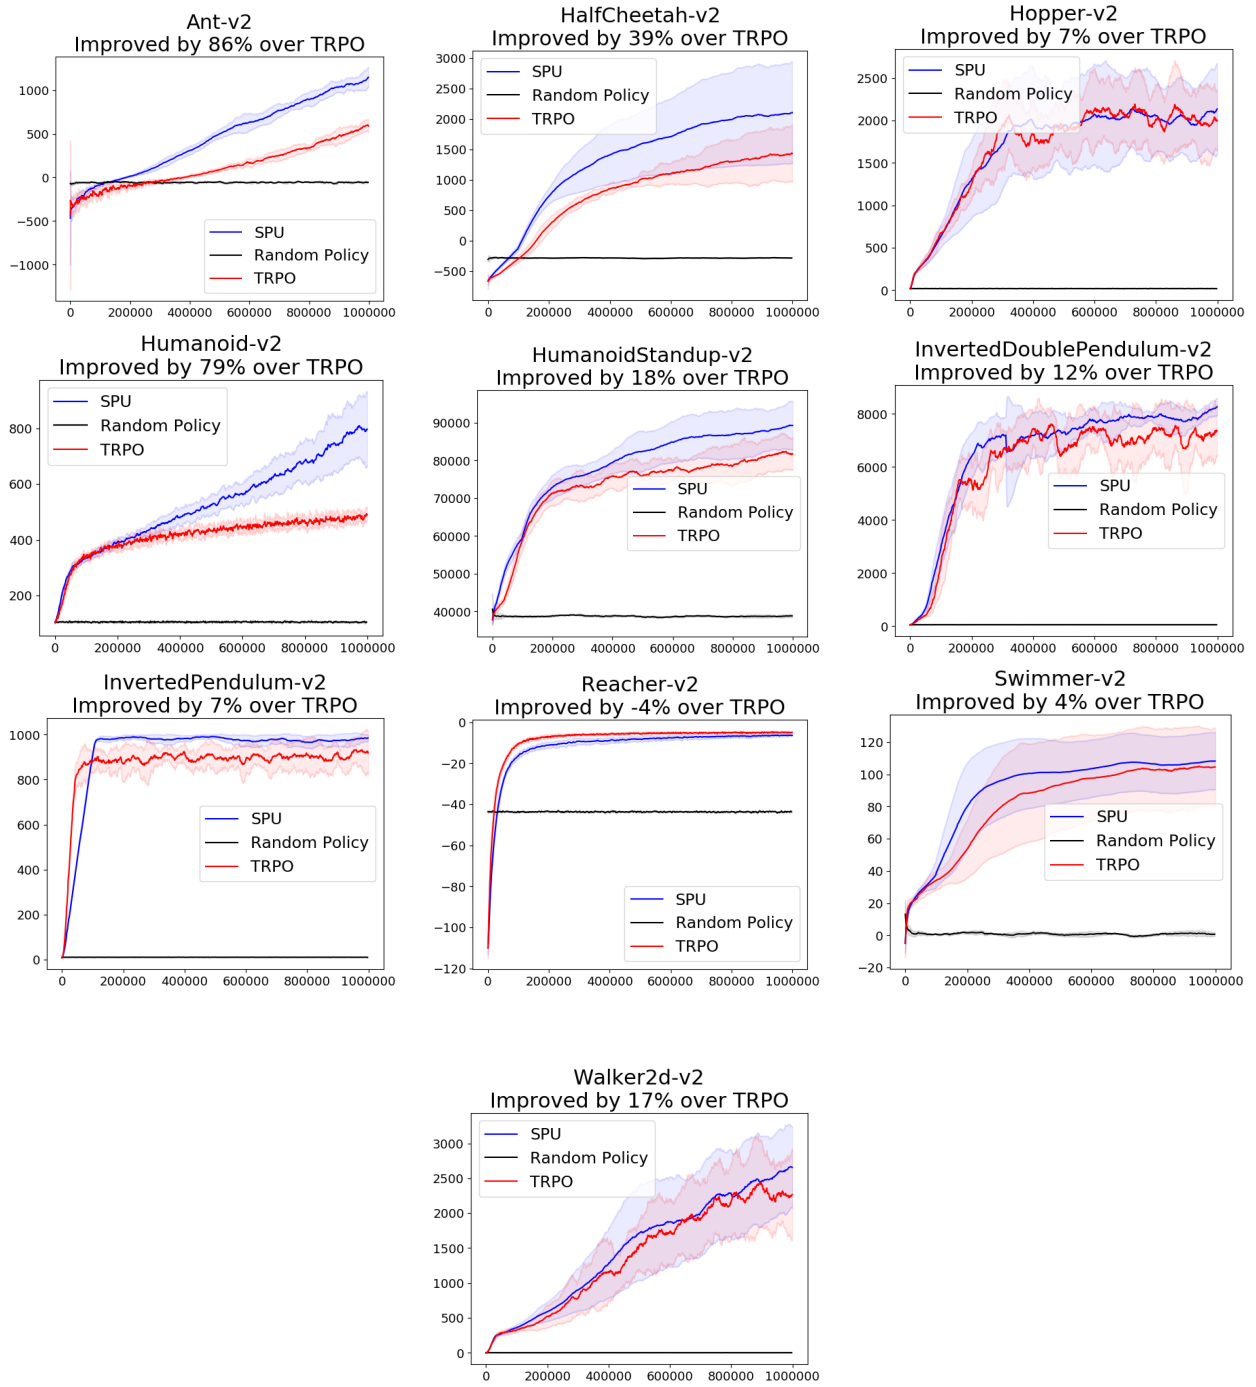 Ant-v2
Improved by 86% over TRPO
1000
500
0
−500
−1000
SPU
Random Policy
TRPO
0 200000 400000 600000 800000 1000000
HalfCheetah-v2
Improved by 39% over TRPO
3000
2500
2000
1500
1000
500
0
−500
SPU
Random Policy
TRPO
0 200000 400000 600000 800000 1000000
Hopper-v2
Improved by 7% over TRPO
2500
2000
1500
1000
500
0
SPU
Random Policy
TRPO
0 200000 400000 600000 800000 1000000
Humanoid-v2
Improved by 79% over TRPO
800
600
400
200
SPU
Random Policy
TRPO
0 200000 400000 600000 800000 1000000
HumanoidStandup-v2
Improved by 18% over TRPO
90000
80000
70000
60000
50000
40000
SPU
Random Policy
TRPO
0 200000 400000 600000 800000 1000000
InvertedDoublePendulum-v2
Improved by 12% over TRPO
8000
6000
4000
2000
0
SPU
Random Policy
TRPO
0 200000 400000 600000 800000 1000000
InvertedPendulum-v2
Improved by 7% over TRPO
1000
800
600
400
200
0
SPU
Random Policy
TRPO
0 200000 400000 600000 800000 1000000
Reacher-v2
Improved by -4% over TRPO
0
−20
−40
−60
−80
−100
−120
SPU
Random Policy
TRPO
0 200000 400000 600000 800000 1000000
Swimmer-v2
Improved by 4% over TRPO
120
100
80
60
40
20
0
−20
SPU
Random Policy
TRPO
0 200000 400000 600000 800000 1000000
Walker2d-v2
Improved by 17% over TRPO
3000
2500
2000
1500
1000
500
0
SPU
Random Policy
TRPO
0 200000 400000 600000 800000 1000000